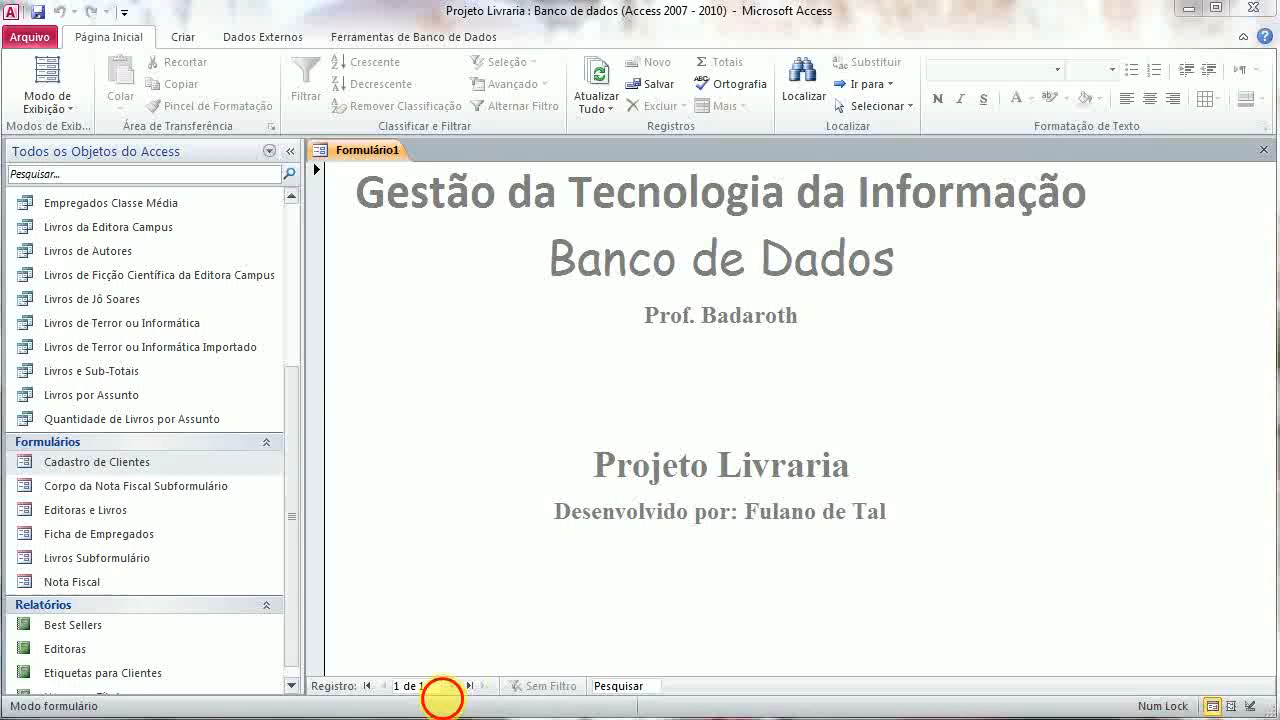 Projeto Livraria : Banco de dados (Access 2007 - 2010) - Microsoft Access
Arquivo Página Inicial Criar Dados Externos Ferramentas de Banco de Dados
Modo de Exibição
Modos de Exib...
Colar
Recortar
Copiar
Pincel de Formatação
Área de Transferência
Filtrar
Crescente
Decrescente
Remover Classificação
Seleção
Avançado
Alternar Filtro
Classificar e Filtrar
Atualizar Tudo
Novo
Salvar
Excluir
Totais
Ortografia
Mais
Registros
Localizar
Substituir
Ir para
Selecionar
Localizar
N I S
A
Formatação de Texto
Todos os Objetos do Access
Pesquisar...
Empregados Classe Média
Livros da Editora Campus
Livros de Autores
Livros de Ficção Científica da Editora Campus
Livros de Jô Soares
Livros de Terror ou Informática
Livros de Terror ou Informática Importado
Livros e Sub-Totais
Livros por Assunto
Quantidade de Livros por Assunto
Formulários
Cadastro de Clientes
Corpo da Nota Fiscal Subformulário
Editoras e Livros
Ficha de Empregados
Livros Subformulário
Nota Fiscal
Relatórios
Best Sellers
Editoras
Etiquetas para Clientes
Formulário1
Gestão da Tecnologia da Informação
Banco de Dados
Prof. Badaroth
Projeto Livraria
Desenvolvido por: Fulano de Tal
Registro: 1 de 1 Sem Filtro Pesquisar
Modo formulário Num Lock